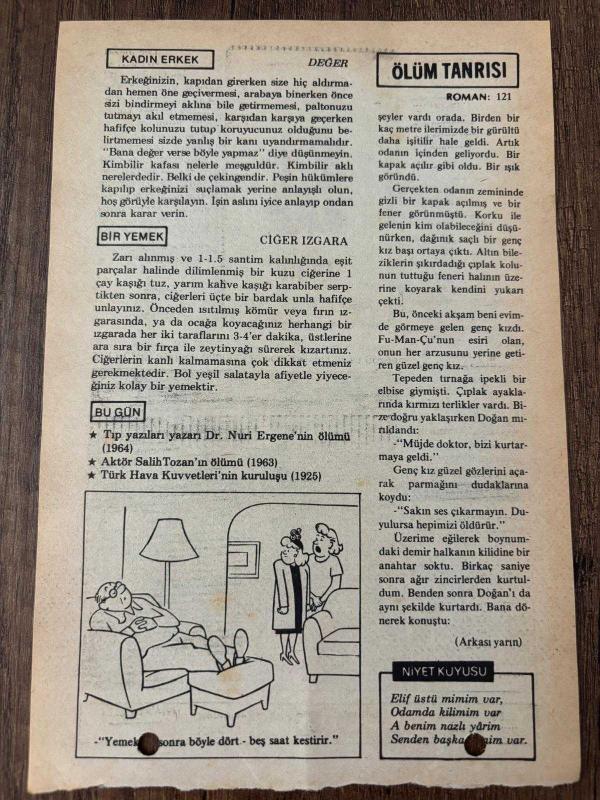 KADIN ERKEK
DEĞER
Erkeğinizin, kapıdan girerken size hiç aldırma-
dan hemen öne geçivermesi, arabaya binerken önce
sizi bindirmeyi aklına bile getirmemesi, paltonuzu
tutmayı akıl etmemesi, karşıdan karşıya geçerken
hafifçe kolunuzu tutup koruyucunuz olduğunu be-
lirtmemesi sizde yanlış bir kanı uyandırmamalıdır.
"Bana değer verse böyle yapmaz" diye düşünmeyin.
Kimbilir kafası nelerle meşguldür. Kimbilir aklı
nerelerdedir. Belki de çekingendir. Peşin hükümlere
kapılıp erkeğinizi suçlamak yerine anlayışlı olun,
hoş görüyle karşılayın. İşin aslını iyice anlayıp ondan
sonra karar verin.
BİR YEMEK
CİĞER IZGARA
Zarı alınmış ve 1-1.5 santim kalınlığında eşit
parçalar halinde dilimlenmiş bir kuzu ciğerine 1
çay kaşığı tuz, yarım kahve kaşığı karabiber serp-
tikten sonra, ciğerleri üçte bir bardak unla hafifçe
unlayınız. Önceden ısıtılmış kömür veya fırın ız-
garasında, ya da ocağa koyacağınız herhangi bir
ızgarada her iki taraflarını 3-4'er dakika, üstlerine
ara sıra bir fırça ile zeytinyağı sürerek kızartınız.
Ciğerlerin kanlı kalmamasına çok dikkat etmeniz
gerekmektedir. Bol yeşil salatayla afiyetle yiyece-
ğiniz kolay bir yemektir.
BU GÜN
★ Tıp yazıları yazarı Dr. Nuri Ergene'nin ölümü
(1964)
★ Aktör Salih Tozan'ın ölümü (1963)
★ Türk Hava Kuvvetleri'nin kuruluşu (1925)
-"Yemek sonra böyle dört - beş saat kestirir."
ÖLÜM TANRISI
ROMAN: 121
şeyler vardı orada. Birden bir
kaç metre ilerimizde bir gürültü
daha işitilir hale geldi. Artık
odanın içinden geliyordu. Bir
kapak açılır gibi oldu. Bir ışık
göründü.
Gerçekten odanın zemininde
gizli bir kapak açılmış ve bir
fener görünmüştü. Korku ile
gelenin kim olabileceğini düşü-
nürken, dağınık saçlı bir genç
kız başı ortaya çıktı. Altın bile-
ziklerin şıkırdadığı çıplak kolu-
nun tuttuğu feneri halının üze-
rine koyarak kendini yukarı
çekti.
Bu, önceki akşam beni evim-
de görmeye gelen genç kızdı.
Fu-Man-Çu'nun esiri olan,
onun her arzusunu yerine geti-
ren güzel genç kız.
Tepeden tırnağa ipekli bir
elbise giymişti. Çıplak ayakla-
rında kırmızı terlikler vardı. Bi-
ze doğru yaklaşırken Doğan mı-
rıldandı:
-"Müjde doktor, bizi kurtar-
maya geldi."
Genç kız güzel gözlerini aça-
rak parmağını dudaklarına
koydu:
-"Sakın ses çıkarmayın. Du-
yulursa hepimizi öldürür."
Üzerime eğilerek boynum-
daki demir halkanın kilidine bir
anahtar soktu. Birkaç saniye
sonra ağır zincirlerden kurtul-
dum. Benden sonra Doğan'ı da
aynı şekilde kurtardı. Bana dö-
nerek konuştu:
(Arkası yarın)
NİYET KUYUSU
Elif üstü mimim var,
Odamda kilimim var
A benim nazlı yârim
Senden başka var.